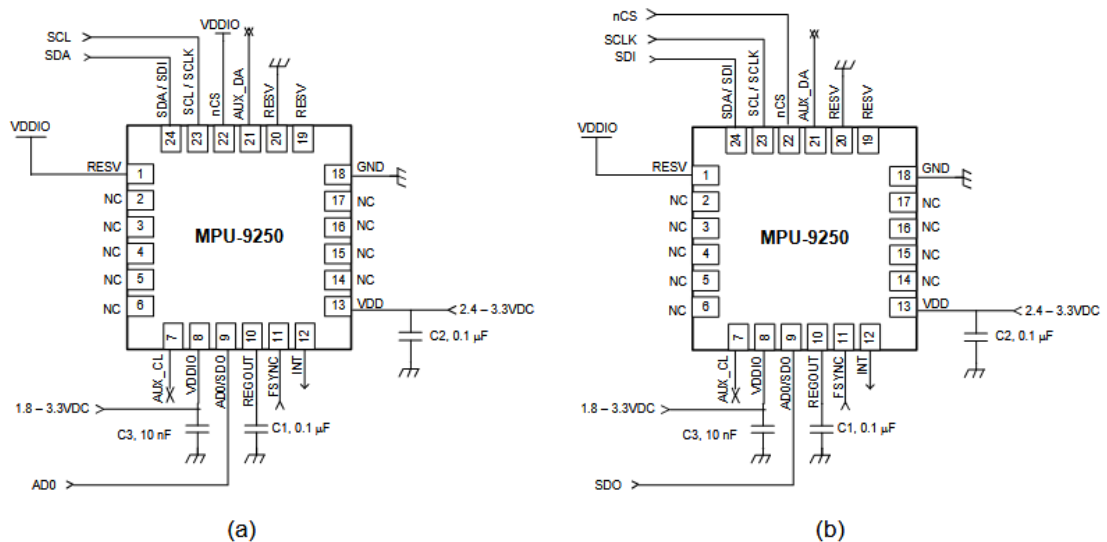 SCL
SDA
VDDIO
SDA / SDI
SCL / SCLK
nCS
AUX_DA
RESV
RESV
24
23
22
21
20
19
VDDIO
RESV
1
18
GND
NC
2
17
NC
NC
3
16
NC
MPU-9250
NC
4
15
NC
NC
5
14
NC
NC
6
13
VDD
2.4 – 3.3VDC
7
8
9
10
11
12
C2, 0.1 µF
AUX_CL
VDDIO
AD0/SDO
REGOUT
FSYNC
INT
1.8 – 3.3VDC
C3, 10 nF
C1, 0.1 µF
AD0
(a)
nCS
SCLK
SDI
SDA / SDI
SCL / SCLK
nCS
AUX_DA
RESV
RESV
24
23
22
21
20
19
VDDIO
RESV
1
18
GND
NC
2
17
NC
NC
3
16
NC
MPU-9250
NC
4
15
NC
NC
5
14
NC
NC
6
13
VDD
2.4 – 3.3VDC
7
8
9
10
11
12
C2, 0.1 µF
AUX_CL
VDDIO
AD0/SDO
REGOUT
FSYNC
INT
1.8 – 3.3VDC
C3, 10 nF
C1, 0.1 µF
SDO
(b)